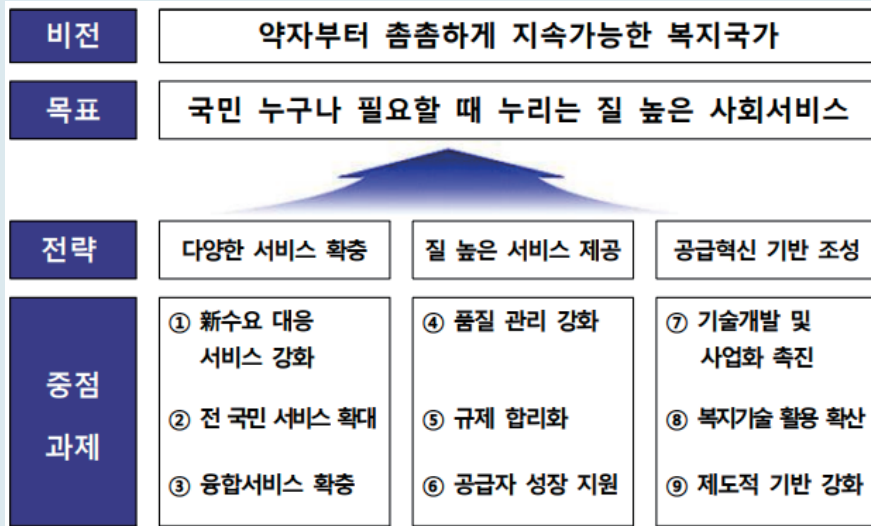 비전
약자부터 촘촘하게 지속가능한 복지국가
목표
국민 누구나 필요할 때 누리는 질 높은 사회서비스
전략
다양한 서비스 확충
질 높은 서비스 제공
공급혁신 기반 조성
중점
과제
① 新수요 대응
서비스 강화
② 전 국민 서비스 확대
③ 융합서비스 확충
④ 품질 관리 강화
⑤ 규제 합리화
⑥ 공급자 성장 지원
⑦ 기술개발 및
사업화 촉진
⑧ 복지기술 활용 확산
⑨ 제도적 기반 강화